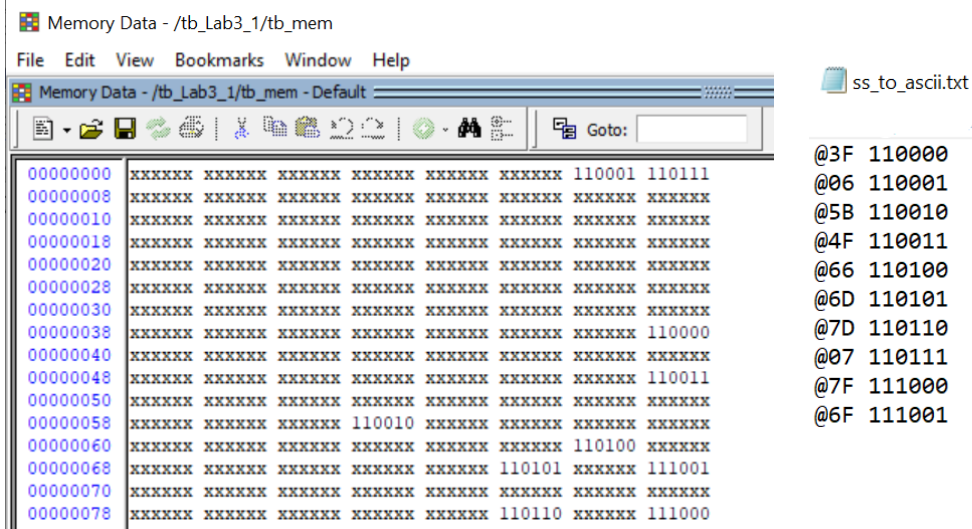 Memory Data - /tb_Lab3_1/tb_mem
File Edit View Bookmarks Window Help
Memory Data - /tb_Lab3_1/tb_mem - Default
Goto:
00000000 xxxxxx xxxxxx xxxxxx xxxxxx xxxxxx xxxxxx 110001 110111
00000008 xxxxxx xxxxxx xxxxxx xxxxxx xxxxxx xxxxxx xxxxxx xxxxxx
00000010 xxxxxx xxxxxx xxxxxx xxxxxx xxxxxx xxxxxx xxxxxx xxxxxx
00000018 xxxxxx xxxxxx xxxxxx xxxxxx xxxxxx xxxxxx xxxxxx xxxxxx
00000020 xxxxxx xxxxxx xxxxxx xxxxxx xxxxxx xxxxxx xxxxxx xxxxxx
00000028 xxxxxx xxxxxx xxxxxx xxxxxx xxxxxx xxxxxx xxxxxx xxxxxx
00000030 xxxxxx xxxxxx xxxxxx xxxxxx xxxxxx xxxxxx xxxxxx xxxxxx
00000038 xxxxxx xxxxxx xxxxxx xxxxxx xxxxxx xxxxxx xxxxxx 110000
00000040 xxxxxx xxxxxx xxxxxx xxxxxx xxxxxx xxxxxx xxxxxx xxxxxx
00000048 xxxxxx xxxxxx xxxxxx xxxxxx xxxxxx xxxxxx xxxxxx 110011
00000050 xxxxxx xxxxxx xxxxxx xxxxxx xxxxxx xxxxxx xxxxxx xxxxxx
00000058 xxxxxx xxxxxx xxxxxx 110010 xxxxxx xxxxxx xxxxxx xxxxxx
00000060 xxxxxx xxxxxx xxxxxx xxxxxx xxxxxx xxxxxx 110100 xxxxxx
00000068 xxxxxx xxxxxx xxxxxx xxxxxx xxxxxx 110101 xxxxxx 111001
00000070 xxxxxx xxxxxx xxxxxx xxxxxx xxxxxx xxxxxx xxxxxx xxxxxx
00000078 xxxxxx xxxxxx xxxxxx xxxxxx xxxxxx 110110 xxxxxx 111000
ss_to_ascii.txt
@3F 110000
@06 110001
@5B 110010
@4F 110011
@66 110100
@6D 110101
@7D 110110
@07 110111
@7F 111000
@6F 111001